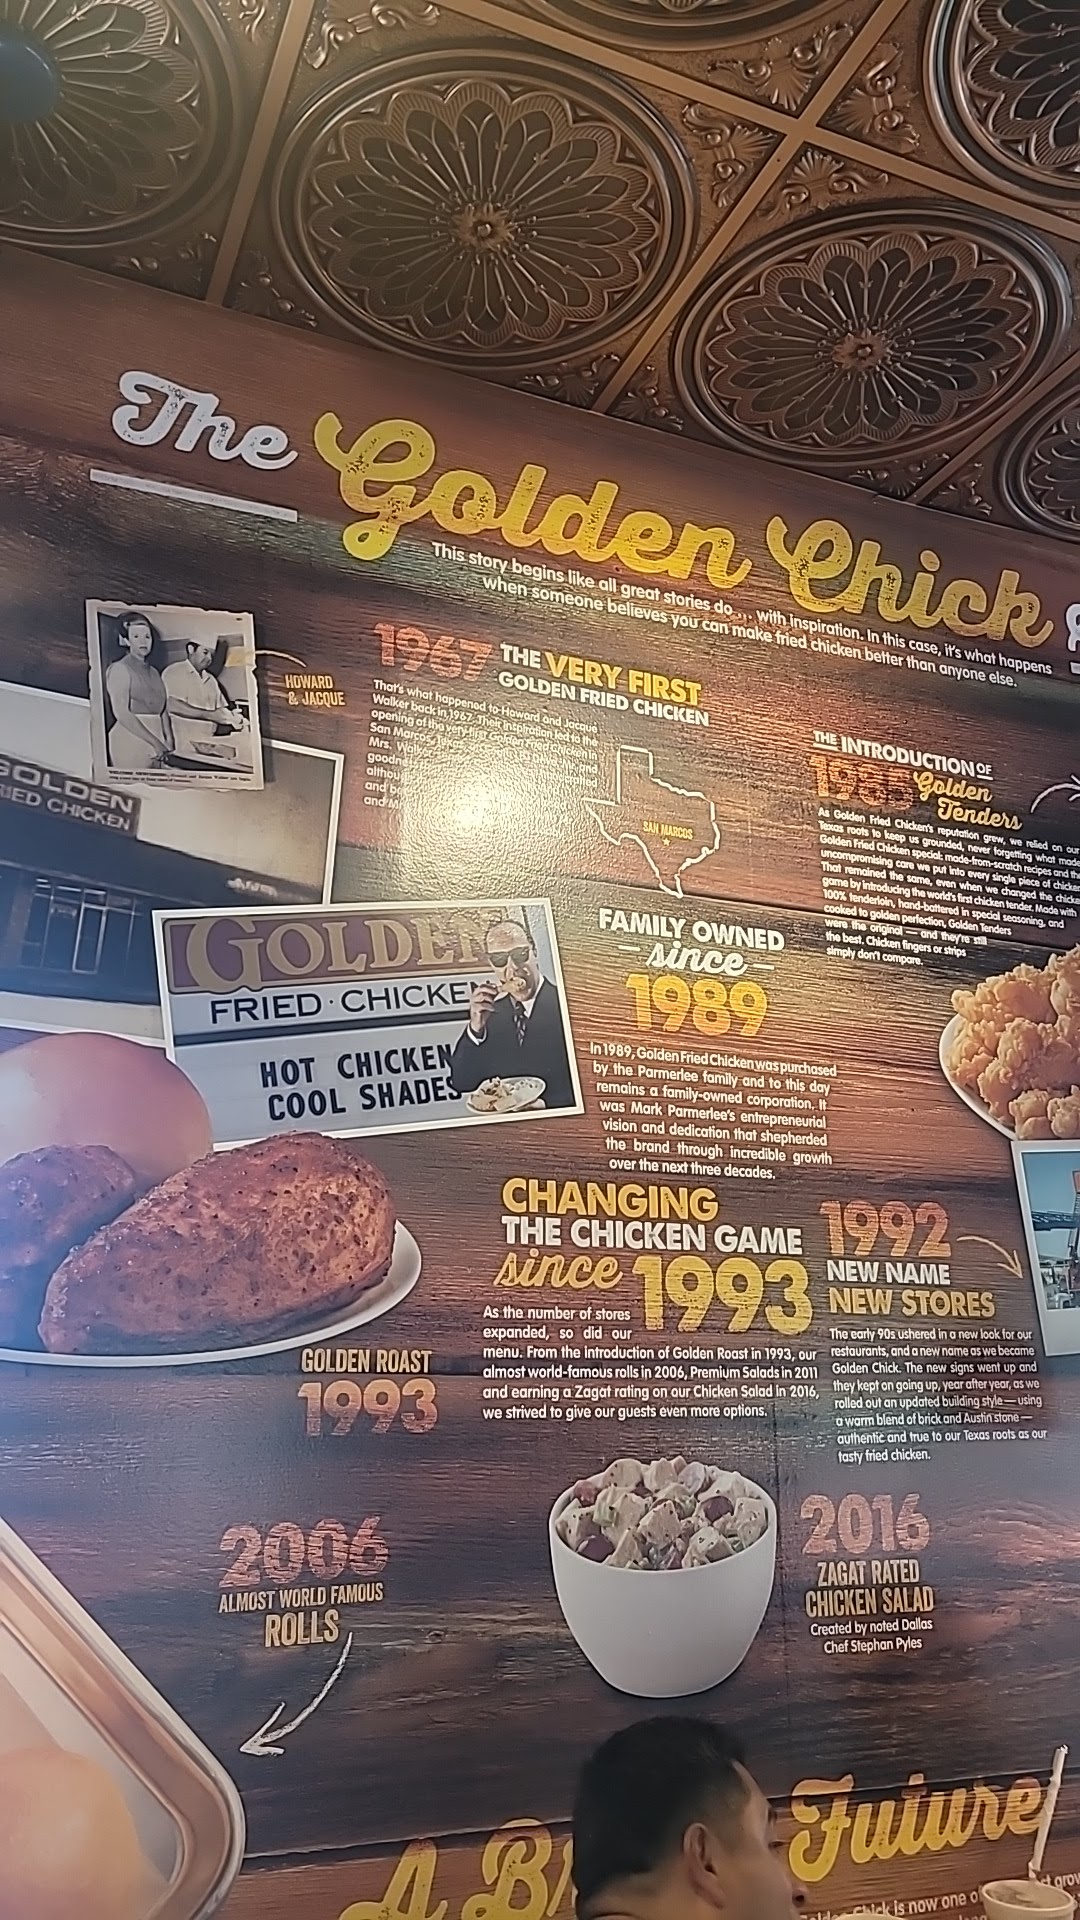 The Golden Chick
This story begins like all great stories do... with inspiration. In this case, it's what happens
when someone believes you can make fried chicken better than anyone else.
HOWARD
& JACQUE
1967 THE VERY FIRST
GOLDEN FRIED CHICKEN
That's what happened to Howard and Jacque
Walker back in 1967. Their inspiration led to the
opening of the very first Golden Fried Chicken in
San Marcos,
Mrs.
goodn
althou
and
and
SAN MARCOS
GOLDEN
FRIED CHICKEN
THE INTRODUCTION OF
1985 Golden
Tenders
As Golden Fried Chicken's reputation grew, we relied on our
Texas roots to keep us grounded, never forgetting what made
Golden Fried Chicken special: made-from-scratch recipes and the
uncompromising care we put into every single piece of chicken.
That remained the same, even when we changed the chicken
game by introducing the world's first chicken tender. Made with
100% tenderloin, hand-battered in special seasoning, and
cooked to golden perfection, Golden Tenders
were the original — and they're still
the best. Chicken fingers or strips
simply don't compare.
GOLDEN
FRIED·CHICKEN
HOT CHICKEN
COOL SHADES
FAMILY OWNED
since
1989
In 1989, Golden Fried Chicken was purchased
by the Parmerlee family and to this day
remains a family-owned corporation. It
was Mark Parmerlee's entrepreneurial
vision and dedication that shepherded
the brand through incredible growth
over the next three decades.
CHANGING
THE CHICKEN GAME
since 1993
As the number of stores
expanded, so did our
menu. From the introduction of Golden Roast in 1993, our
almost world-famous rolls in 2006, Premium Salads in 2011
and earning a Zagat rating on our Chicken Salad in 2016,
we strived to give our guests even more options.
1992
NEW NAME
NEW STORES
The early 90s ushered in a new look for our
restaurants, and a new name as we became
Golden Chick. The new signs went up and
they kept on going up, year after year, as we
rolled out an updated building style — using
a warm blend of brick and Austin stone —
authentic and true to our Texas roots as our
tasty fried chicken.
GOLDEN ROAST
1993
2006
ALMOST WORLD FAMOUS
ROLLS
2016
ZAGAT RATED
CHICKEN SALAD
Created by noted Dallas
Chef Stephan Pyles
A Br Future
Chick is now one of